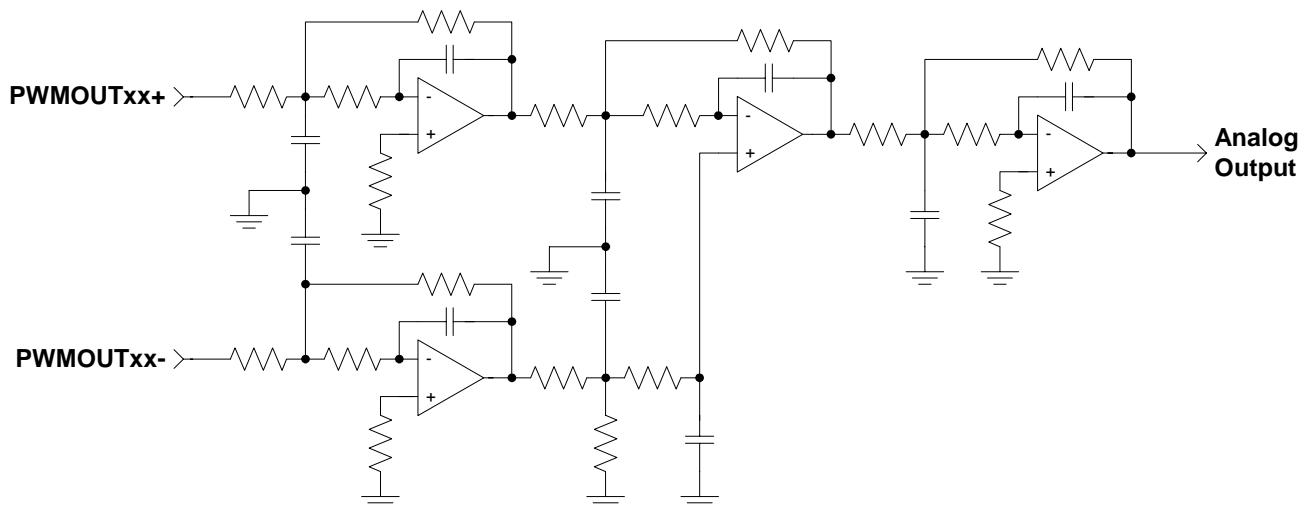 PWMOUTxx+
-
+
-
+
-
+
Analog
Output
PWMOUTxx-
-
+